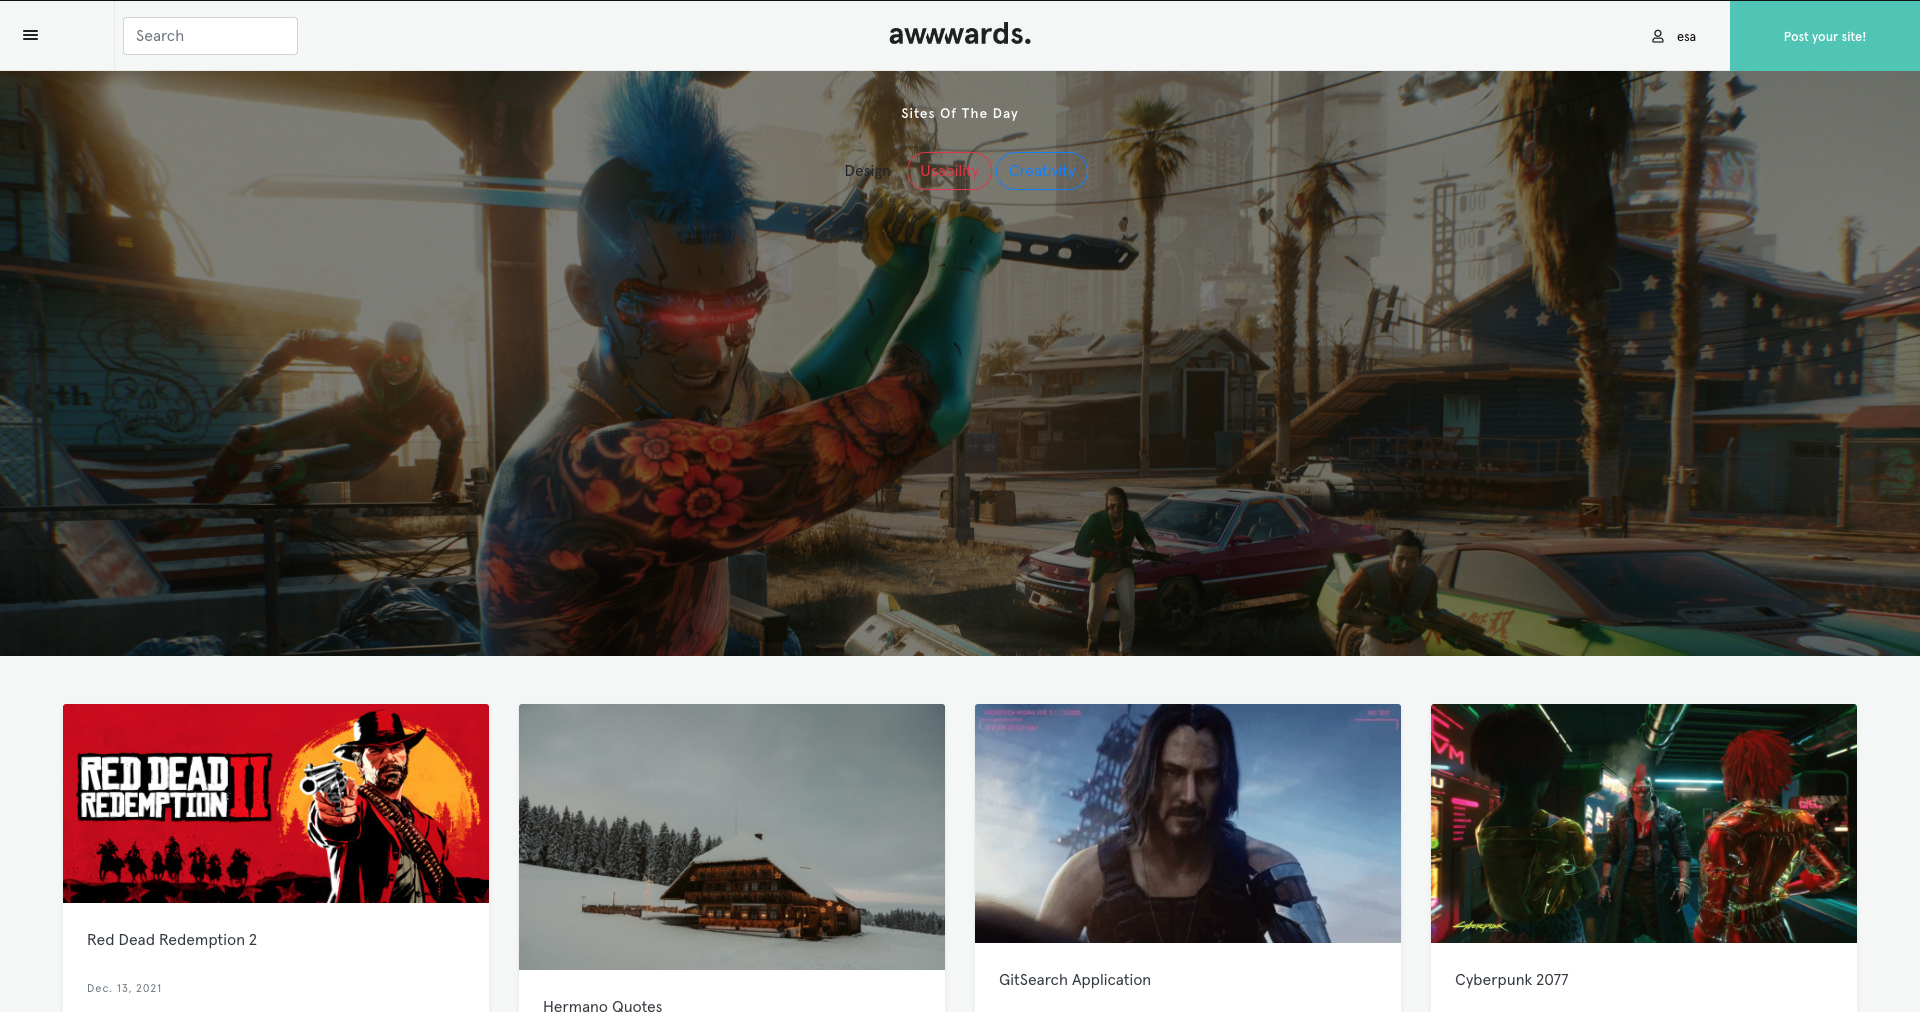 Search
awwwards.
esa
Post your site!
Sites Of The Day
Design
Usability
Creativity
RED DEAD
REDEMPTION II
CYBERPUNK
Red Dead Redemption 2
Dec. 13, 2021
Hermano Quotes
GitSearch Application
Cyberpunk 2077